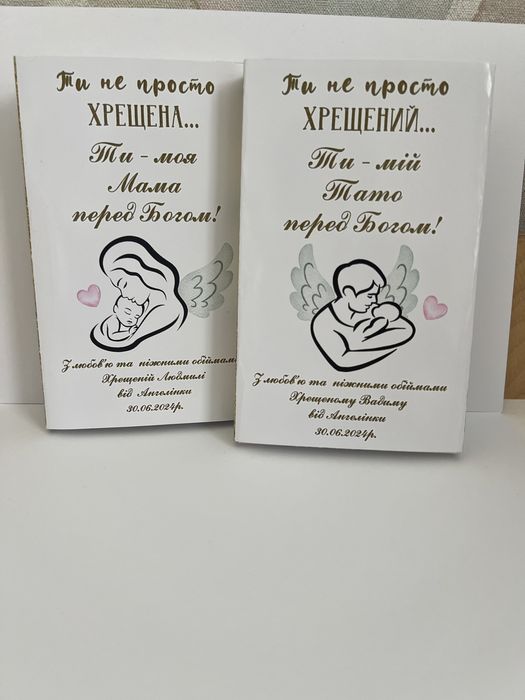 Ти не просто
ХРЕЩЕНА...
Ти - моя
Мама
перед Богом!
З любов'ю та ніжними обіймами
Хрещеній Людмилі
від Ангелінки
30.06.2024р.
Ти не просто
ХРЕЩЕНИЙ...
Ти - мій
Тато
перед Богом!
З любов'ю та ніжними обіймами
Хрещеному Вадиму
від Ангелінки
30.06.2024р.